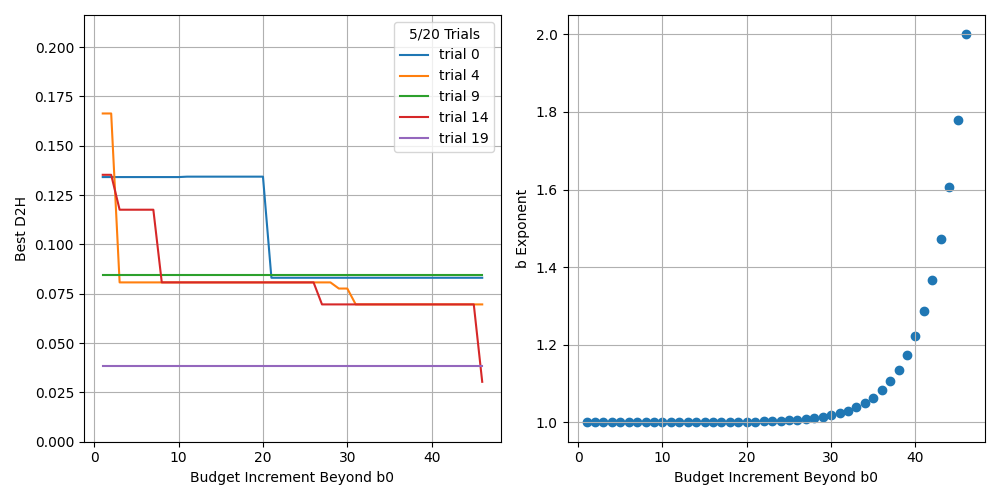 5/20 Trials
trial 0
trial 4
trial 9
trial 14
trial 19
0.200
0.175
0.150
0.125
0.100
0.075
0.050
0.025
0.000
Best D2H
0 10 20 30 40
Budget Increment Beyond b0
2.0
1.8
1.6
1.4
1.2
1.0
b Exponent
0 10 20 30 40
Budget Increment Beyond b0